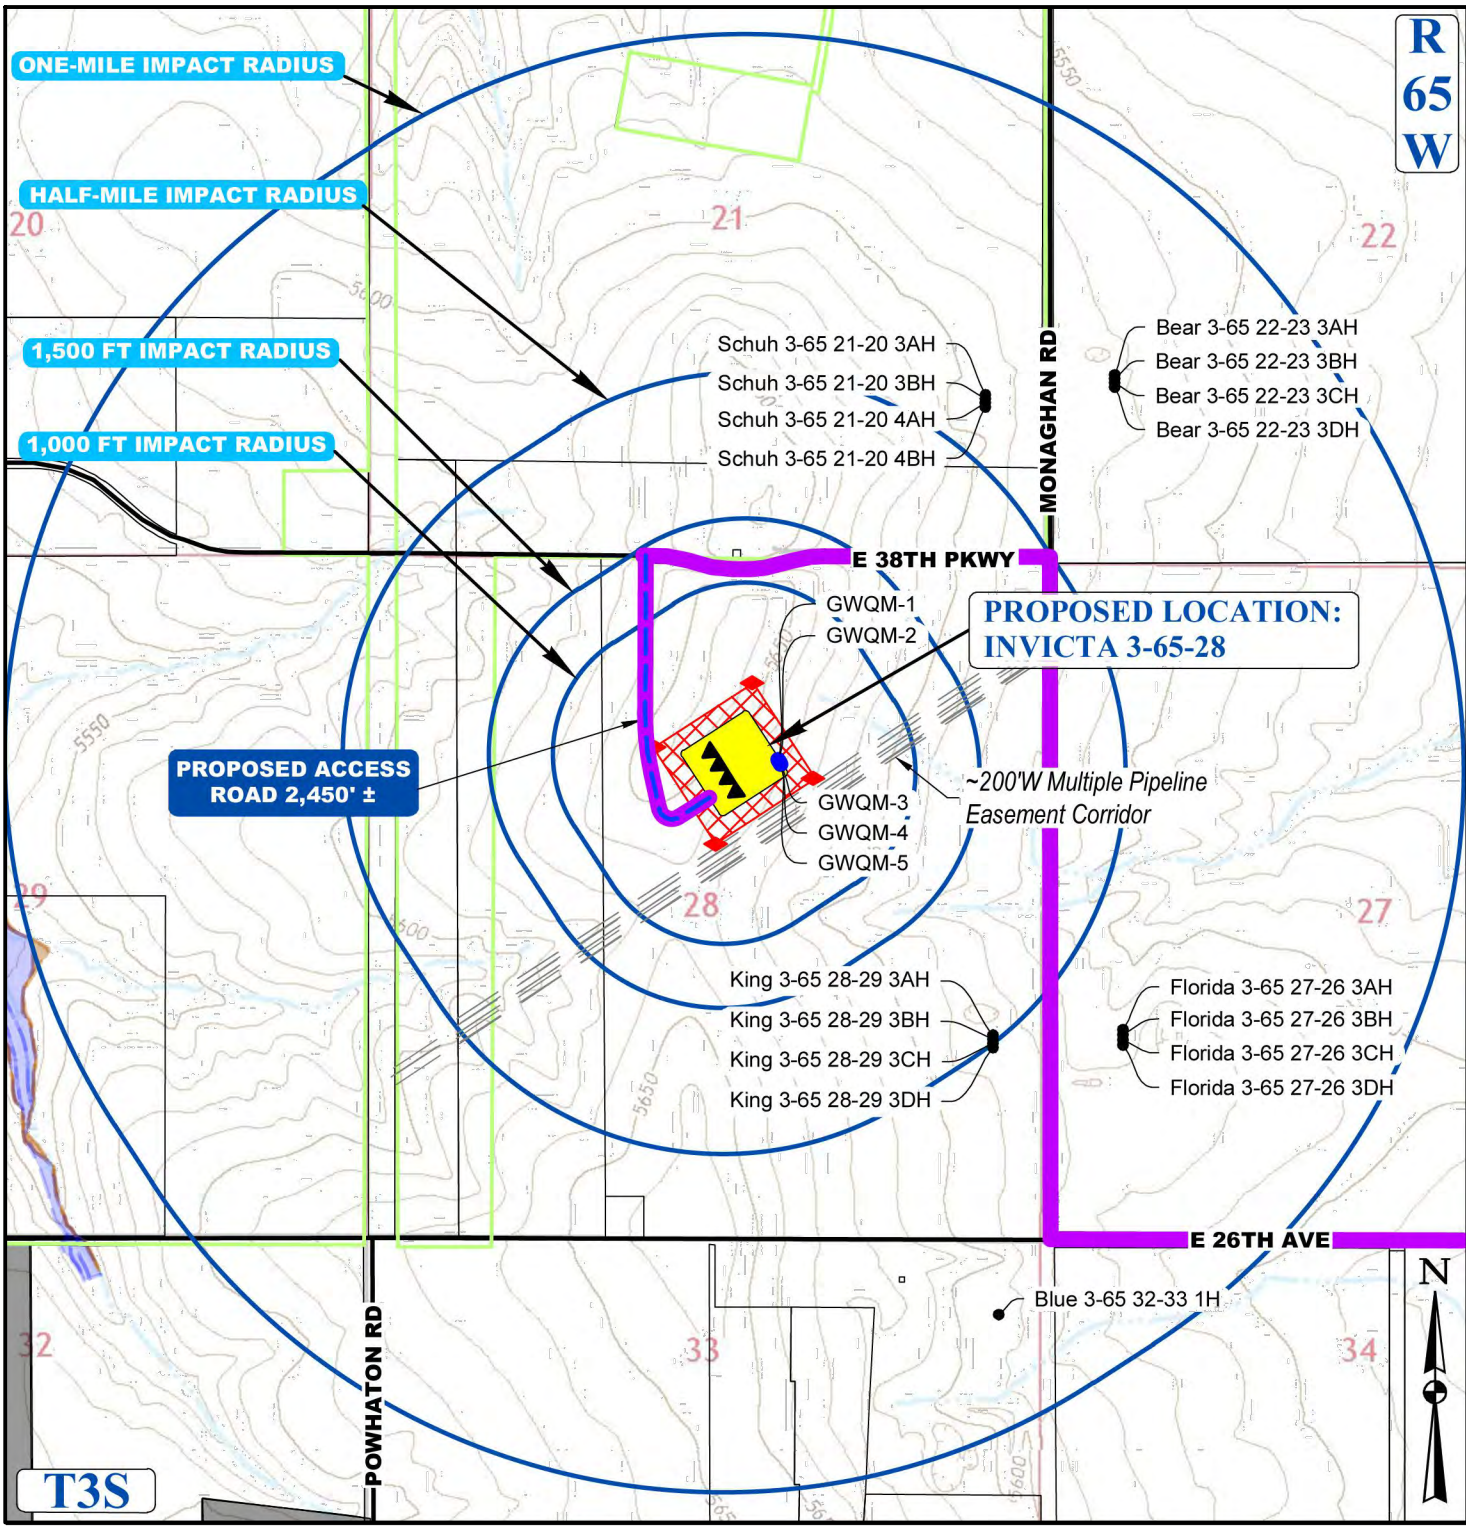 R
65
W
ONE-MILE IMPACT RADIUS
5550
HALF-MILE IMPACT RADIUS
20
21
22
5600
1,500 FT IMPACT RADIUS
1,000 FT IMPACT RADIUS
Schuh 3-65 21-20 3AH
Schuh 3-65 21-20 3BH
Schuh 3-65 21-20 4AH
Schuh 3-65 21-20 4BH
MONAGHAN RD
Bear 3-65 22-23 3AH
Bear 3-65 22-23 3BH
Bear 3-65 22-23 3CH
Bear 3-65 22-23 3DH
E 38TH PKWY
GWQM-1
GWQM-2
PROPOSED LOCATION:
INVICTA 3-65-28
5550
PROPOSED ACCESS
ROAD 2,450' ±
~200'W Multiple Pipeline
Easement Corridor
GWQM-3
GWQM-4
GWQM-5
29
28
27
5600
King 3-65 28-29 3AH
King 3-65 28-29 3BH
King 3-65 28-29 3CH
King 3-65 28-29 3DH
Florida 3-65 27-26 3AH
Florida 3-65 27-26 3BH
Florida 3-65 27-26 3CH
Florida 3-65 27-26 3DH
5650
E 26TH AVE
N
Blue 3-65 32-33 1H
32
33
34
POWHATON RD
5600
T3S